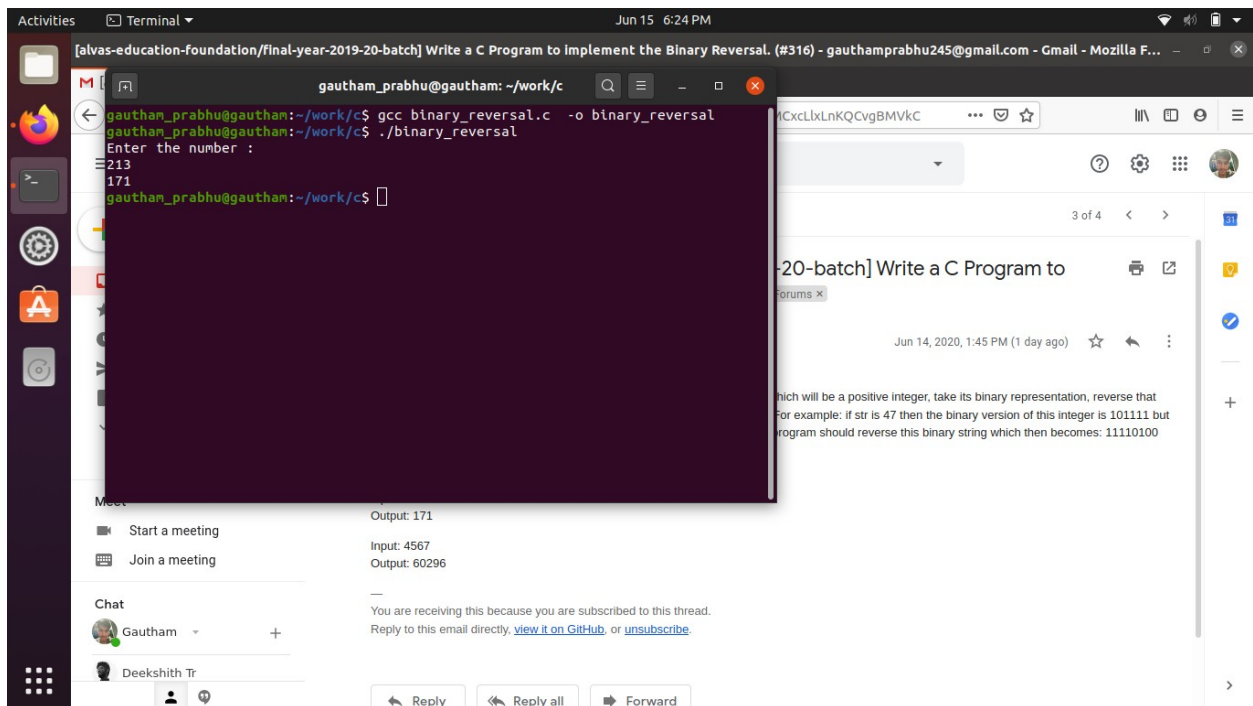 Activities
Terminal
Jun 15 6:24 PM
[alvas-education-foundation/final-year-2019-20-batch] Write a C Program to implement the Binary Reversal. (#316) - gauthamprabhu245@gmail.com - Gmail - Mozilla F...
gautham_prabhu@gautham: ~/work/c
gautham_prabhu@gautham:~/work/c$ gcc binary_reversal.c -o binary_reversal
gautham_prabhu@gautham:~/work/c$ ./binary_reversal
Enter the number :
213
171
gautham_prabhu@gautham:~/work/c$
3 of 4
31
-20-batch] Write a C Program to
Forums ×
Jun 14, 2020, 1:45 PM (1 day ago)
hich will be a positive integer, take its binary representation, reverse that
For example: if str is 47 then the binary version of this integer is 101111 but
rogram should reverse this binary string which then becomes: 11110100
Meet
Output: 171
Start a meeting
Input: 4567
Join a meeting
Output: 60296
—
Chat
You are receiving this because you are subscribed to this thread.
Gautham
Reply to this email directly, view it on GitHub, or unsubscribe.
Deekshith Tr
Reply
Reply all
Forward